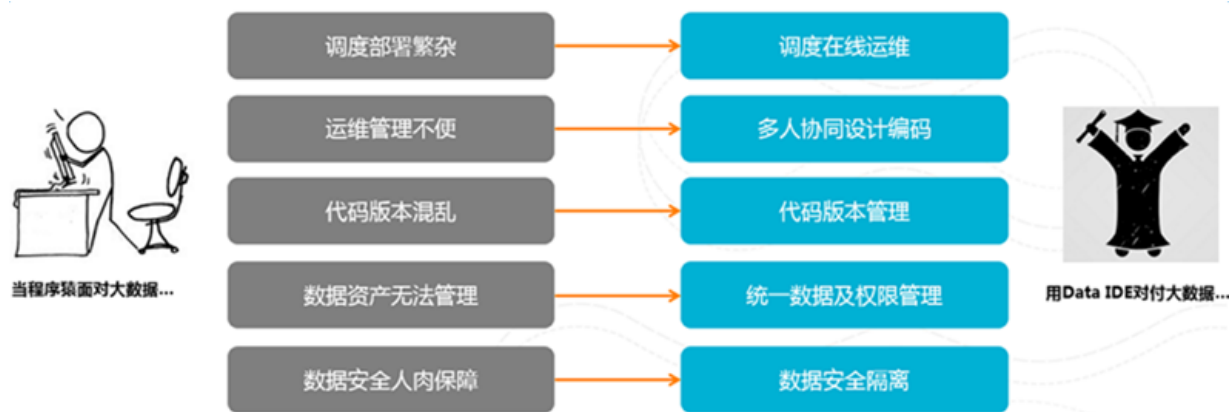 调度部署繁杂
调度在线运维
运维管理不便
多人协同设计编码
代码版本混乱
代码版本管理
当程序猿面对大数据...
数据资产无法管理
统一数据及权限管理
用Data IDE对付大数据...
数据安全人肉保障
数据安全隔离